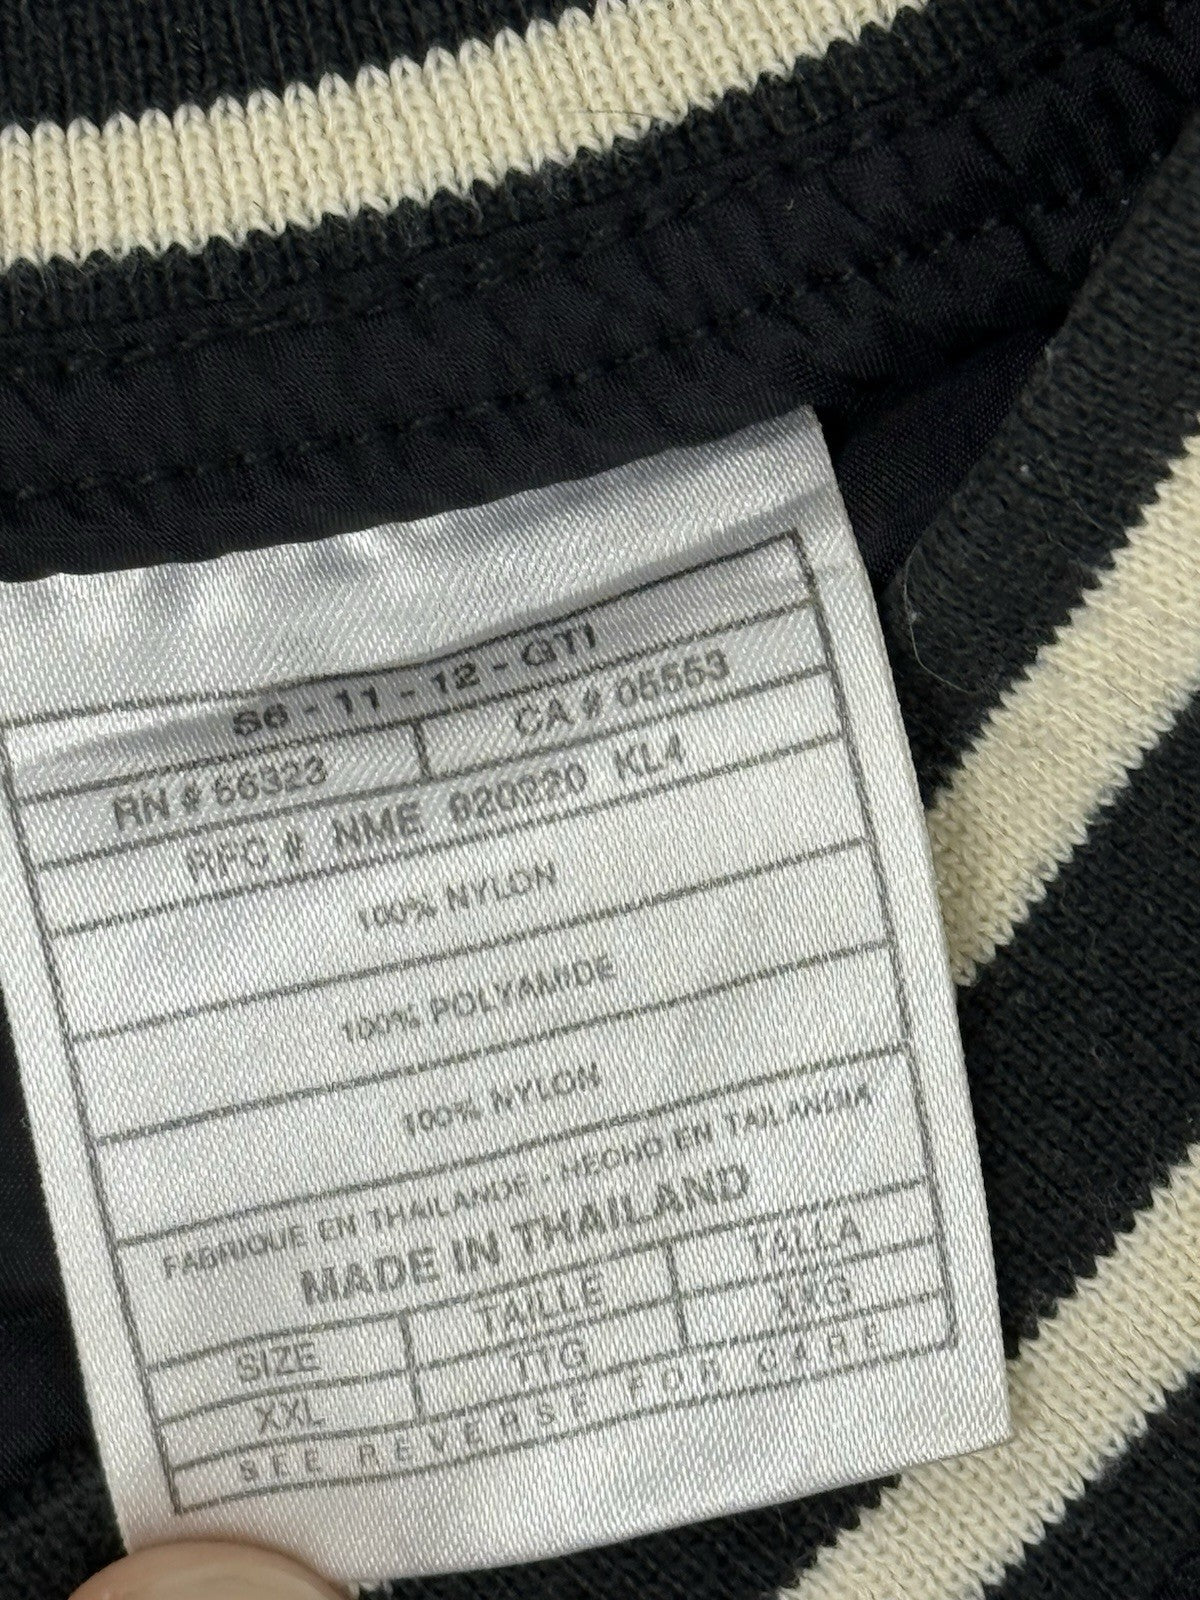 S6 - 11 - 12 - GTI
RN # 56323 CA # 05553
RFC # NME 920220 KL4
100% NYLON
100% POLYAMIDE
100% NYLON
FABRIQUE EN THAILANDE - HECHO EN TAILANDIA
MADE IN THAILAND
SIZE TAILLE TALLA
XXL TTG XXG
SEE REVERSE FOR CARE